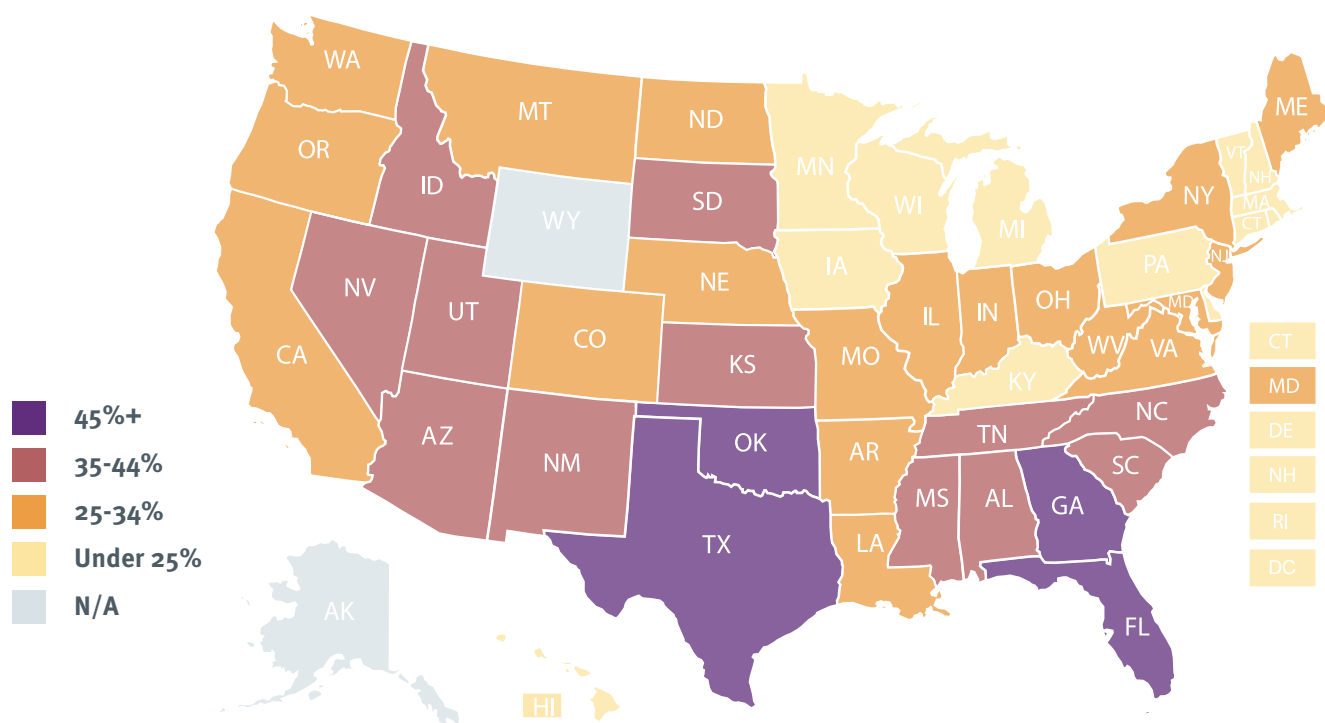 WA
MT
ND
ME
OR
ID
MN
VT
NH
SD
WI
NY
MA
WY
MI
CT
IA
PA
NJ
NV
NE
UT
IL
IN
OH
MD
CO
CA
MO
WV
VA
CT
KS
KY
MD
45%+
NC
AZ
TN
DE
35-44%
OK
NM
AR
SC
NH
25-34%
MS
AL
GA
RI
TX
LA
Under 25%
DC
N/A
AK
FL
HI